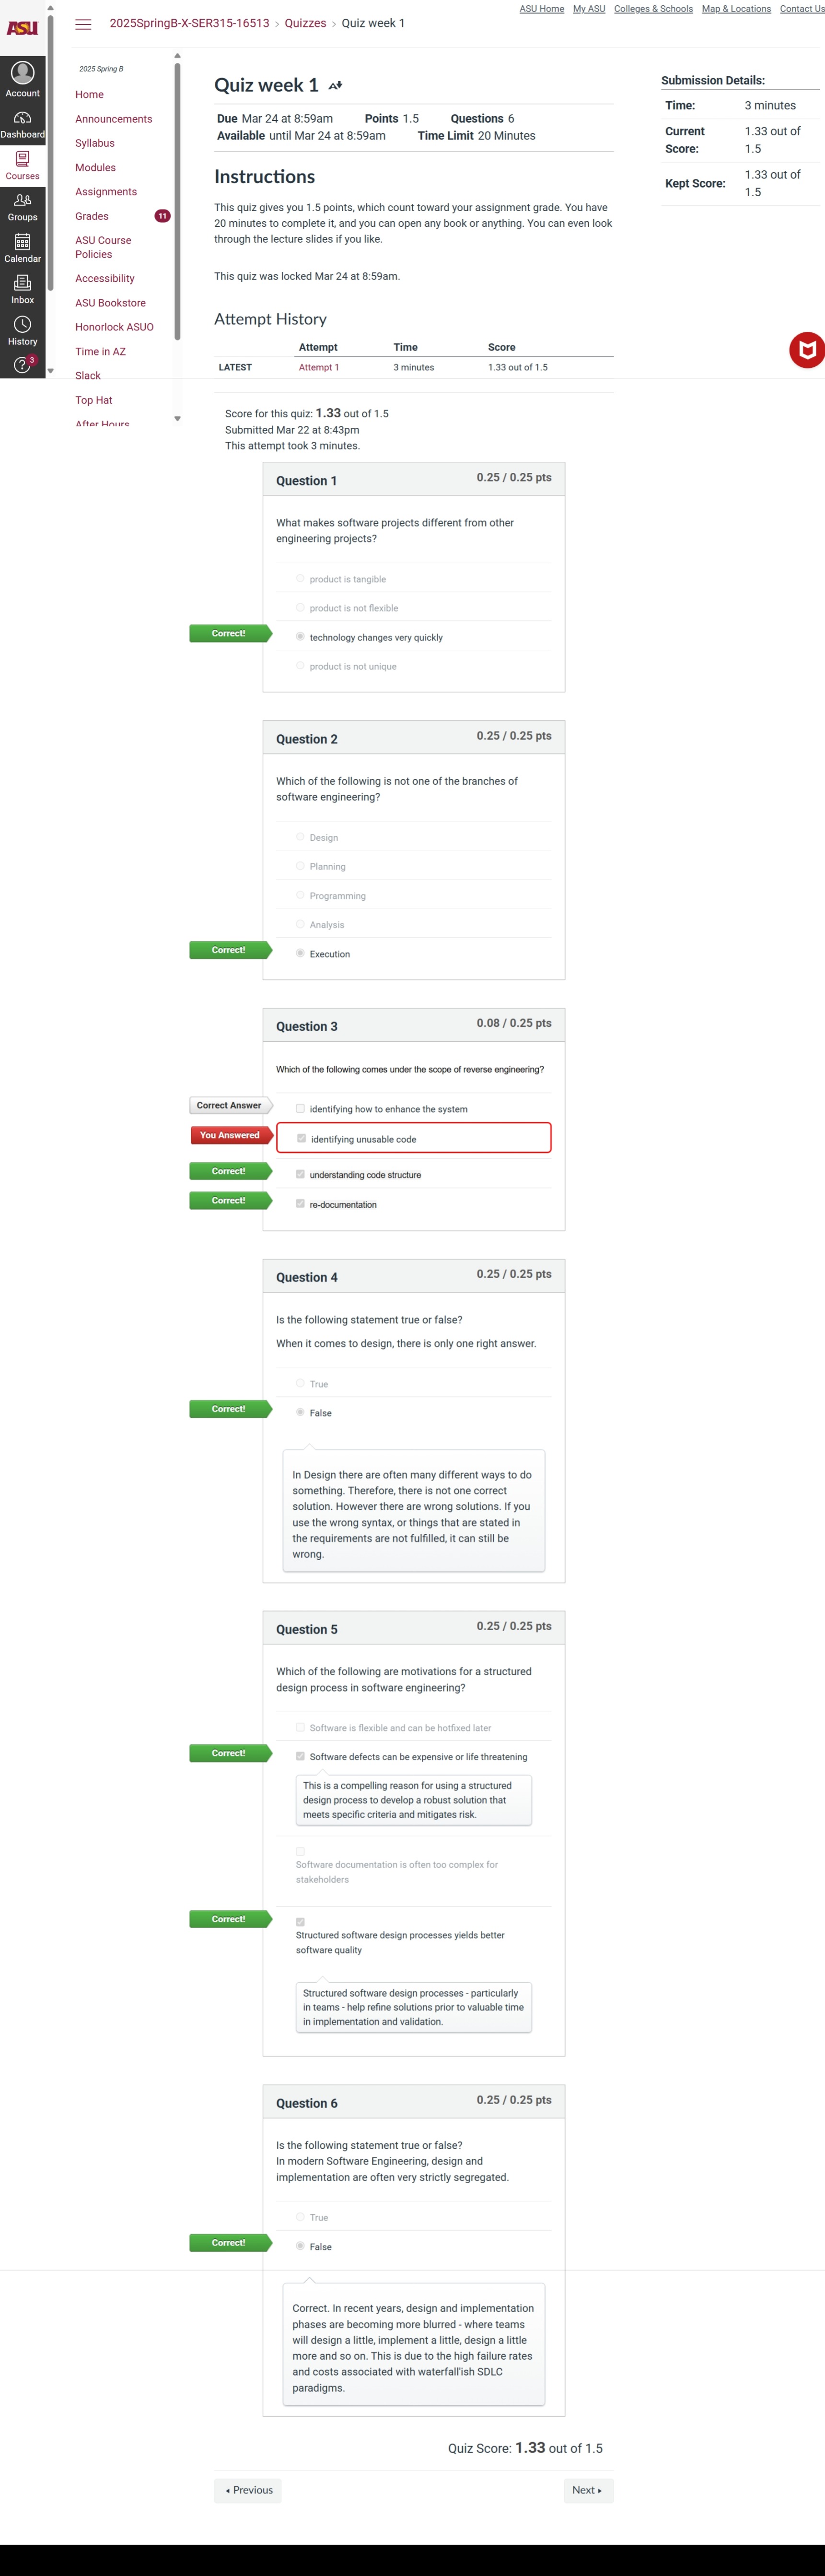 ASU Home My ASU Colleges & Schools Map & Locations Contact Us
ASU
2025SpringB-X-SER315-16513 > Quizzes > Quiz week 1
Account
Dashboard
Courses
Groups
Calendar
Inbox
History
3
2025 Spring B
Home
Announcements
Syllabus
Modules
Assignments
Grades 11
ASU Course
Policies
Accessibility
ASU Bookstore
Honorlock ASUO
Time in AZ
Slack
Top Hat
After Hours
Quiz week 1
Due Mar 24 at 8:59am Points 1.5 Questions 6
Available until Mar 24 at 8:59am Time Limit 20 Minutes
Instructions
This quiz gives you 1.5 points, which count toward your assignment grade. You have
20 minutes to complete it, and you can open any book or anything. You can even look
through the lecture slides if you like.
This quiz was locked Mar 24 at 8:59am.
Attempt History
Attempt Time Score
LATEST Attempt 1 3 minutes 1.33 out of 1.5
Submission Details:
Time: 3 minutes
Current
Score:
1.33 out of
1.5
Kept Score:
1.33 out of
1.5
Score for this quiz: 1.33 out of 1.5
Submitted Mar 22 at 8:43pm
This attempt took 3 minutes.
Question 1 0.25 / 0.25 pts
What makes software projects different from other
engineering projects?
product is tangible
product is not flexible
Correct! technology changes very quickly
product is not unique
Question 2 0.25 / 0.25 pts
Which of the following is not one of the branches of
software engineering?
Design
Planning
Programming
Analysis
Correct! Execution
Question 3 0.08 / 0.25 pts
Which of the following comes under the scope of reverse engineering?
Correct Answer identifying how to enhance the system
You Answered identifying unusable code
Correct! understanding code structure
Correct! re-documentation
Question 4 0.25 / 0.25 pts
Is the following statement true or false?
When it comes to design, there is only one right answer.
True
Correct! False
In Design there are often many different ways to do
something. Therefore, there is not one correct
solution. However there are wrong solutions. If you
use the wrong syntax, or things that are stated in
the requirements are not fulfilled, it can still be
wrong.
Question 5 0.25 / 0.25 pts
Which of the following are motivations for a structured
design process in software engineering?
Software is flexible and can be hotfixed later
Correct! Software defects can be expensive or life threatening
This is a compelling reason for using a structured
design process to develop a robust solution that
meets specific criteria and mitigates risk.
Software documentation is often too complex for
stakeholders
Correct!
Structured software design processes yields better
software quality
Structured software design processes - particularly
in teams - help refine solutions prior to valuable time
in implementation and validation.
Question 6 0.25 / 0.25 pts
Is the following statement true or false?
In modern Software Engineering, design and
implementation are often very strictly segregated.
True
Correct! False
Correct. In recent years, design and implementation
phases are becoming more blurred - where teams
will design a little, implement a little, design a little
more and so on. This is due to the high failure rates
and costs associated with waterfall'ish SDLC
paradigms.
Quiz Score: 1.33 out of 1.5
Previous Next